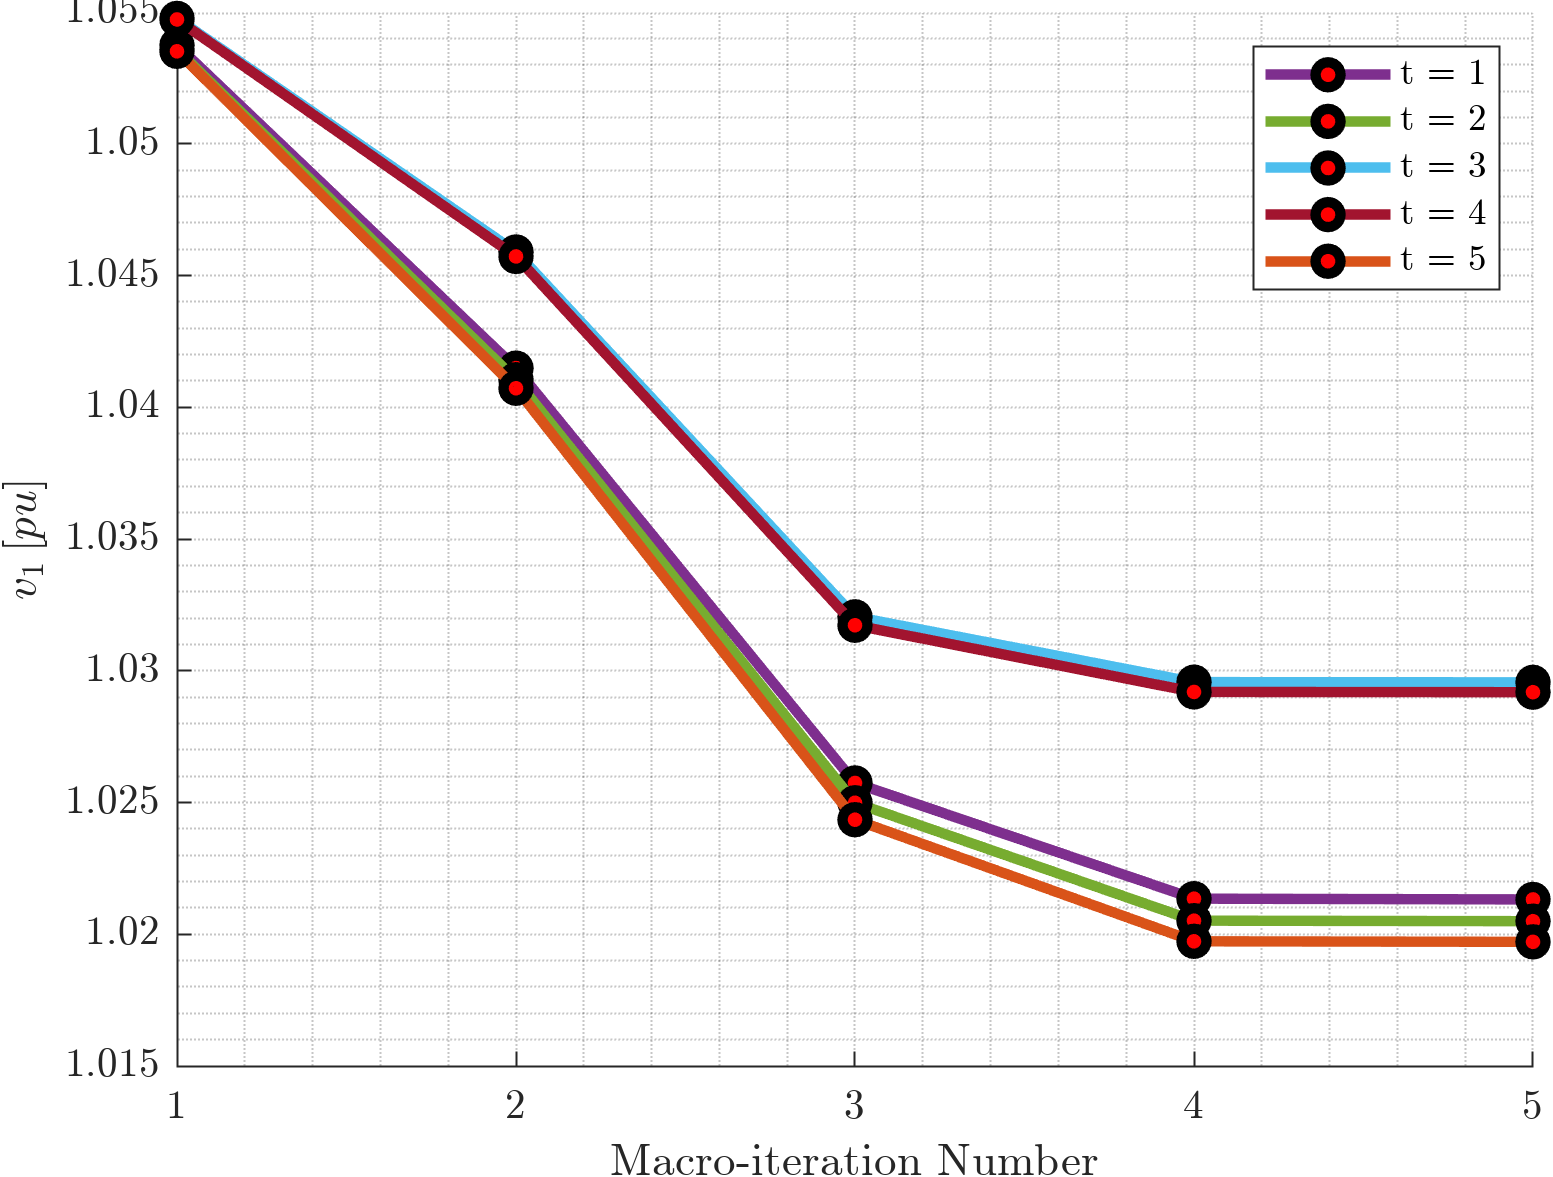 1.055
1.05
1.045
1.04
1.035
1.03
1.025
1.02
1.015
v₁ [pu]
1 2 3 4 5
Macro-iteration Number
t = 1
t = 2
t = 3
t = 4
t = 5